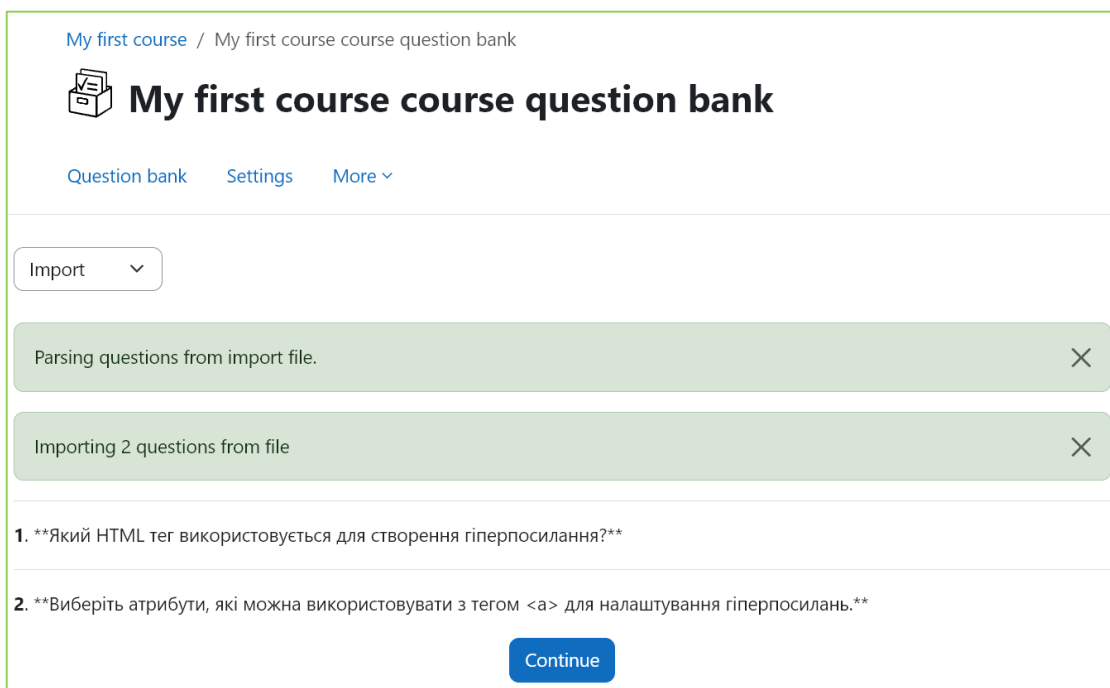 My first course / My first course course question bank
My first course course question bank
Question bank Settings More
Import
Parsing questions from import file.
Importing 2 questions from file
1. **Який HTML тег використовується для створення гіперпосилання?**
2. **Виберіть атрибути, які можна використовувати з тегом <a> для налаштування гіперпосилань.**
Continue